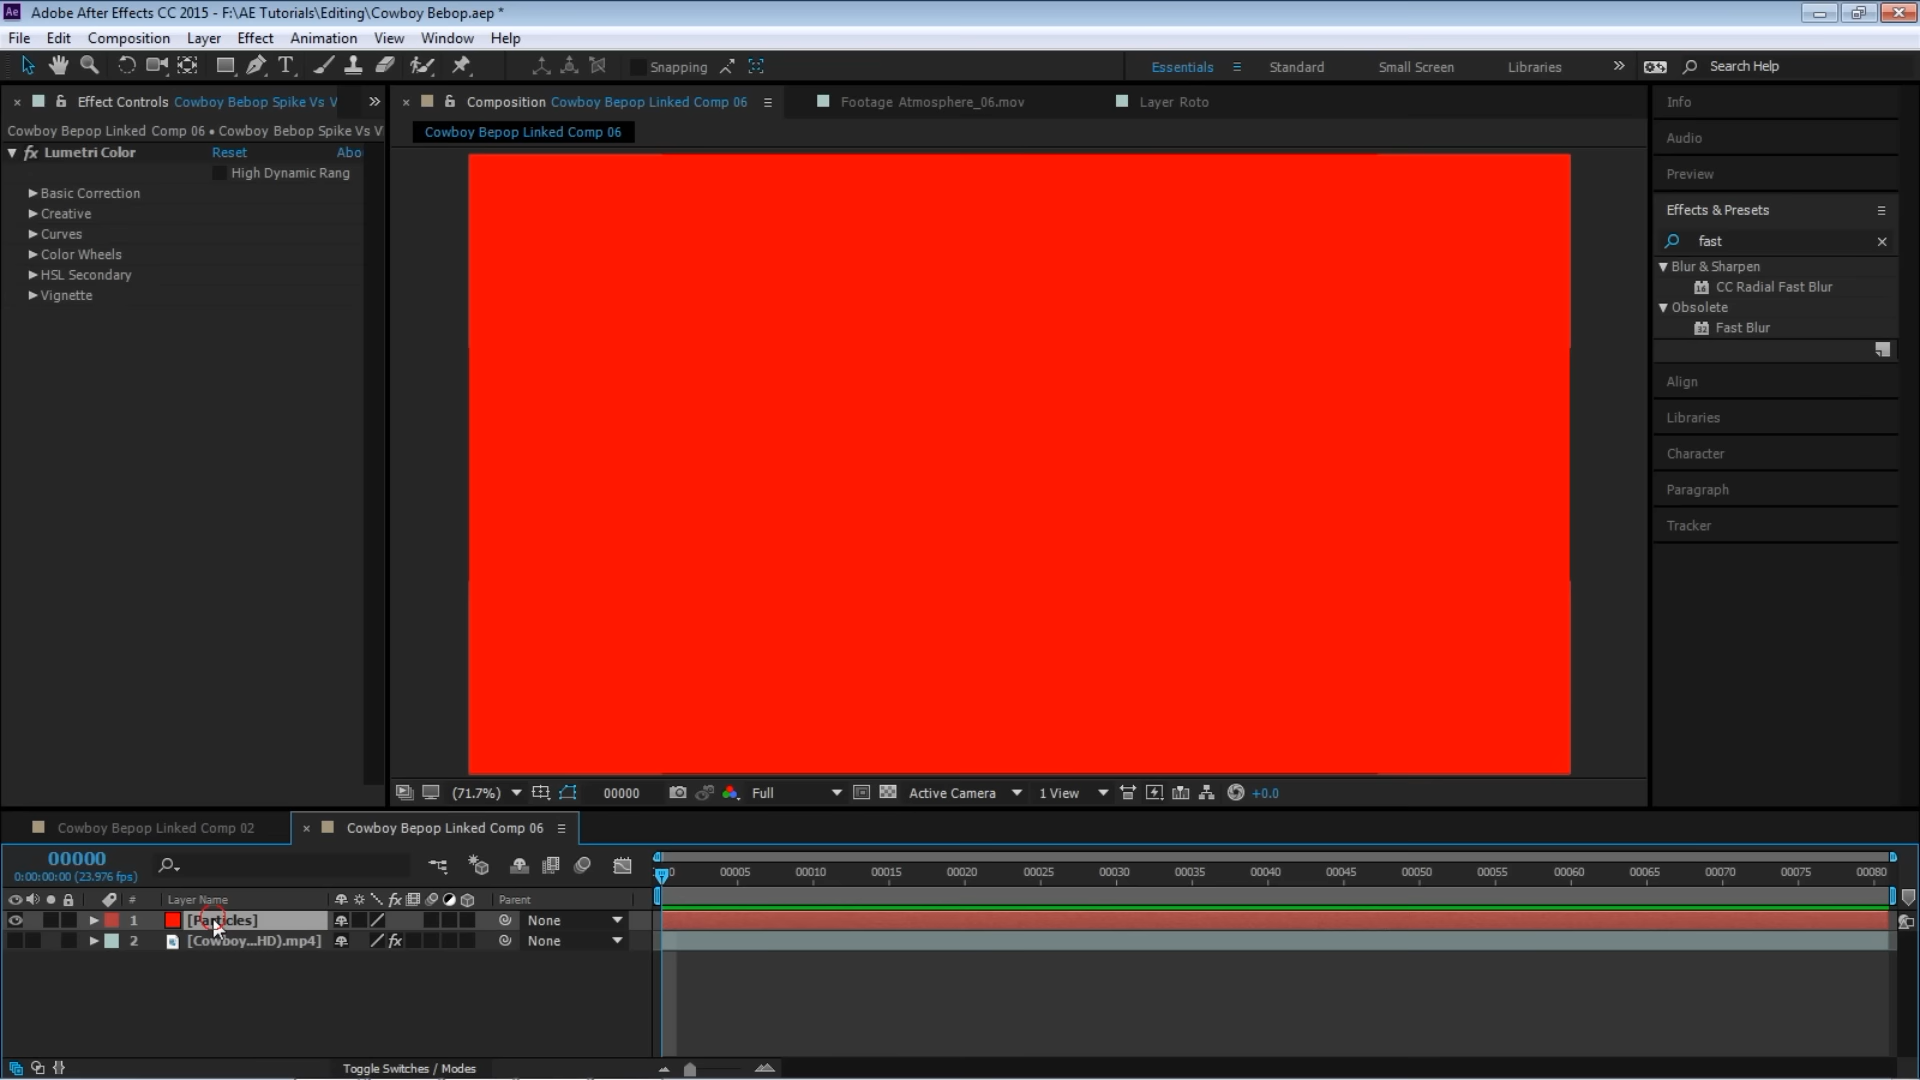 Ae Adobe After Effects CC 2015 - F:\AE Tutorials\Editing\Cowboy Bebop.aep *
File Edit Composition Layer Effect Animation View Window Help
T Snapping Essentials Standard Small Screen Libraries Search Help
Effect Controls Cowboy Bebop Spike Vs V
Composition Cowboy Bepop Linked Comp 06
Footage Atmosphere_06.mov
Layer Roto
Info
Cowboy Bepop Linked Comp 06 • Cowboy Bebop Spike Vs V
Cowboy Bepop Linked Comp 06
Audio
fx Lumetri Color Reset Abo
High Dynamic Rang
Preview
Basic Correction
Creative
Effects & Presets
Curves
fast
Color Wheels
Blur & Sharpen
HSL Secondary
CC Radial Fast Blur
Vignette
Obsolete
Fast Blur
Align
Libraries
Character
Paragraph
Tracker
(71.7%) 00000 Full Active Camera 1 View +0.0
Cowboy Bepop Linked Comp 02
Cowboy Bepop Linked Comp 06
00000
0:00:00:00 (23.976 fps)
0 00005 00010 00015 00020 00025 00030 00035 00040 00045 00050 00055 00060 00065 00070 00075 00080
# Layer Name fx Parent
1 [Particles] None
2 [Cowboy...HD).mp4] fx None
Toggle Switches / Modes